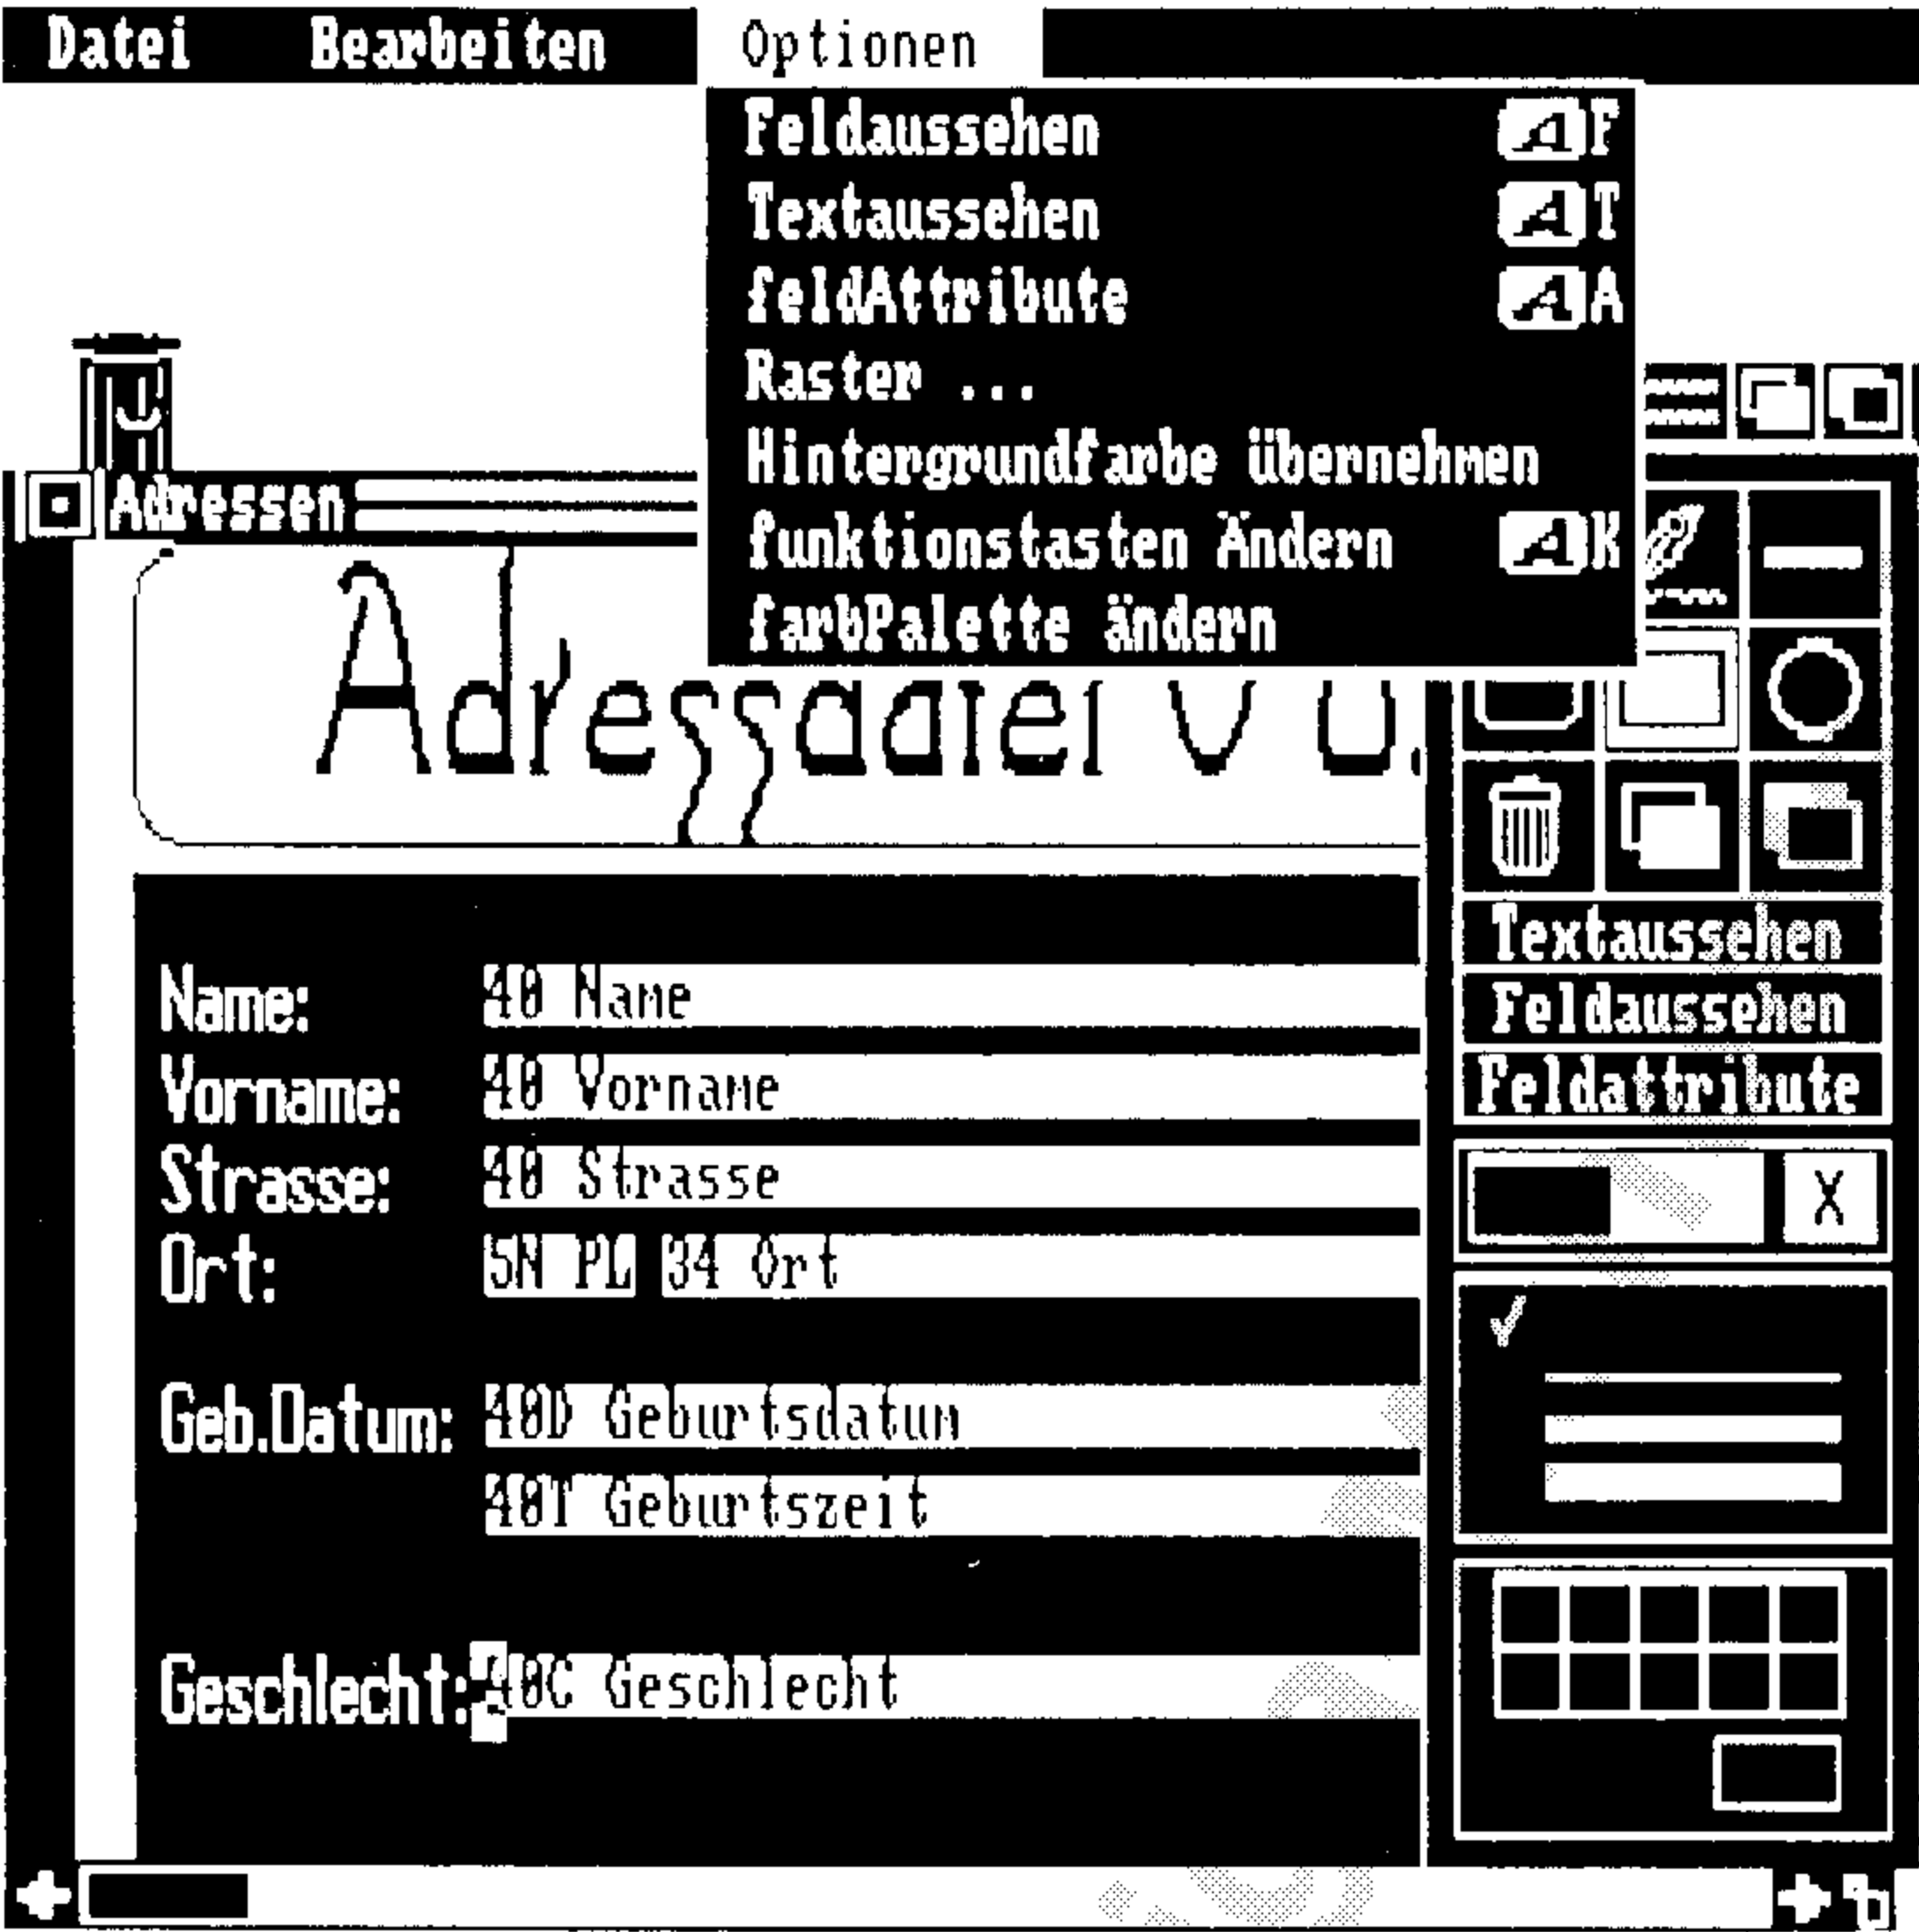 Datei Bearbeiten Optionen
Feldaussehen A F
Textaussehen A T
feldAttribute A A
Raster ...
Hintergrundfarbe übernehmen
funktionstasten Ändern A K
farbPalette ändern
Adressen
Adressdatei V 0.
Textaussehen
Feldaussehen
Feldattribute
X
Name: 40 Name
Vorname: 40 Vorname
Strasse: 40 Strasse
Ort: 5N PL 34 Ort
Geb.Datum: 40D Geburtsdatum
40T Geburtszeit
Geschlecht: 40C Geschlecht